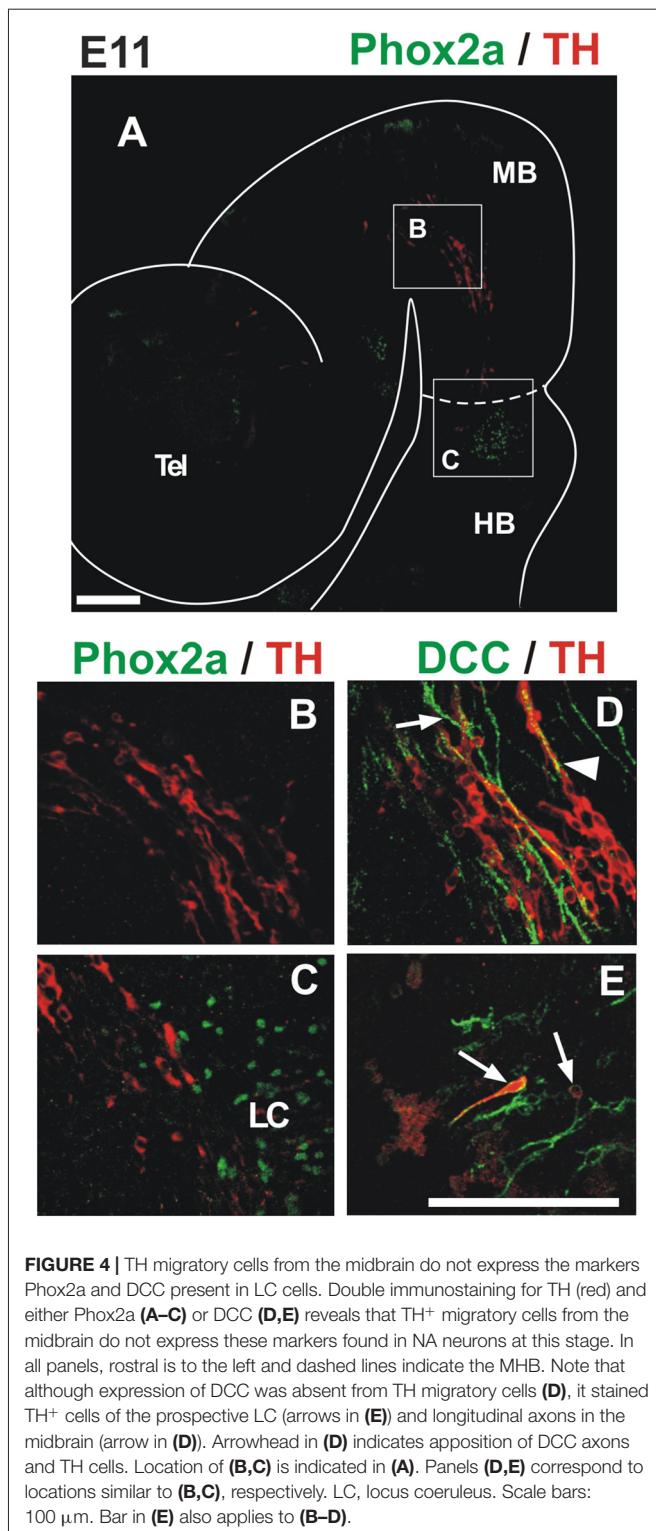 E11
Phox2a / TH
A
MB
B
Tel
C
HB
Phox2a / TH
DCC / TH
B
D
C
LC
E
FIGURE 4 | TH migratory cells from the midbrain do not express the markers
Phox2a and DCC present in LC cells. Double immunostaining for TH (red) and
either Phox2a (A–C) or DCC (D,E) reveals that TH+ migratory cells from the
midbrain do not express these markers found in NA neurons at this stage. In
all panels, rostral is to the left and dashed lines indicate the MHB. Note that
although expression of DCC was absent from TH migratory cells (D), it stained
TH+ cells of the prospective LC (arrows in (E)) and longitudinal axons in the
midbrain (arrow in (D)). Arrowhead in (D) indicates apposition of DCC axons
and TH cells. Location of (B,C) is indicated in (A). Panels (D,E) correspond to
locations similar to (B,C), respectively. LC, locus coeruleus. Scale bars:
100 μm. Bar in (E) also applies to (B–D).